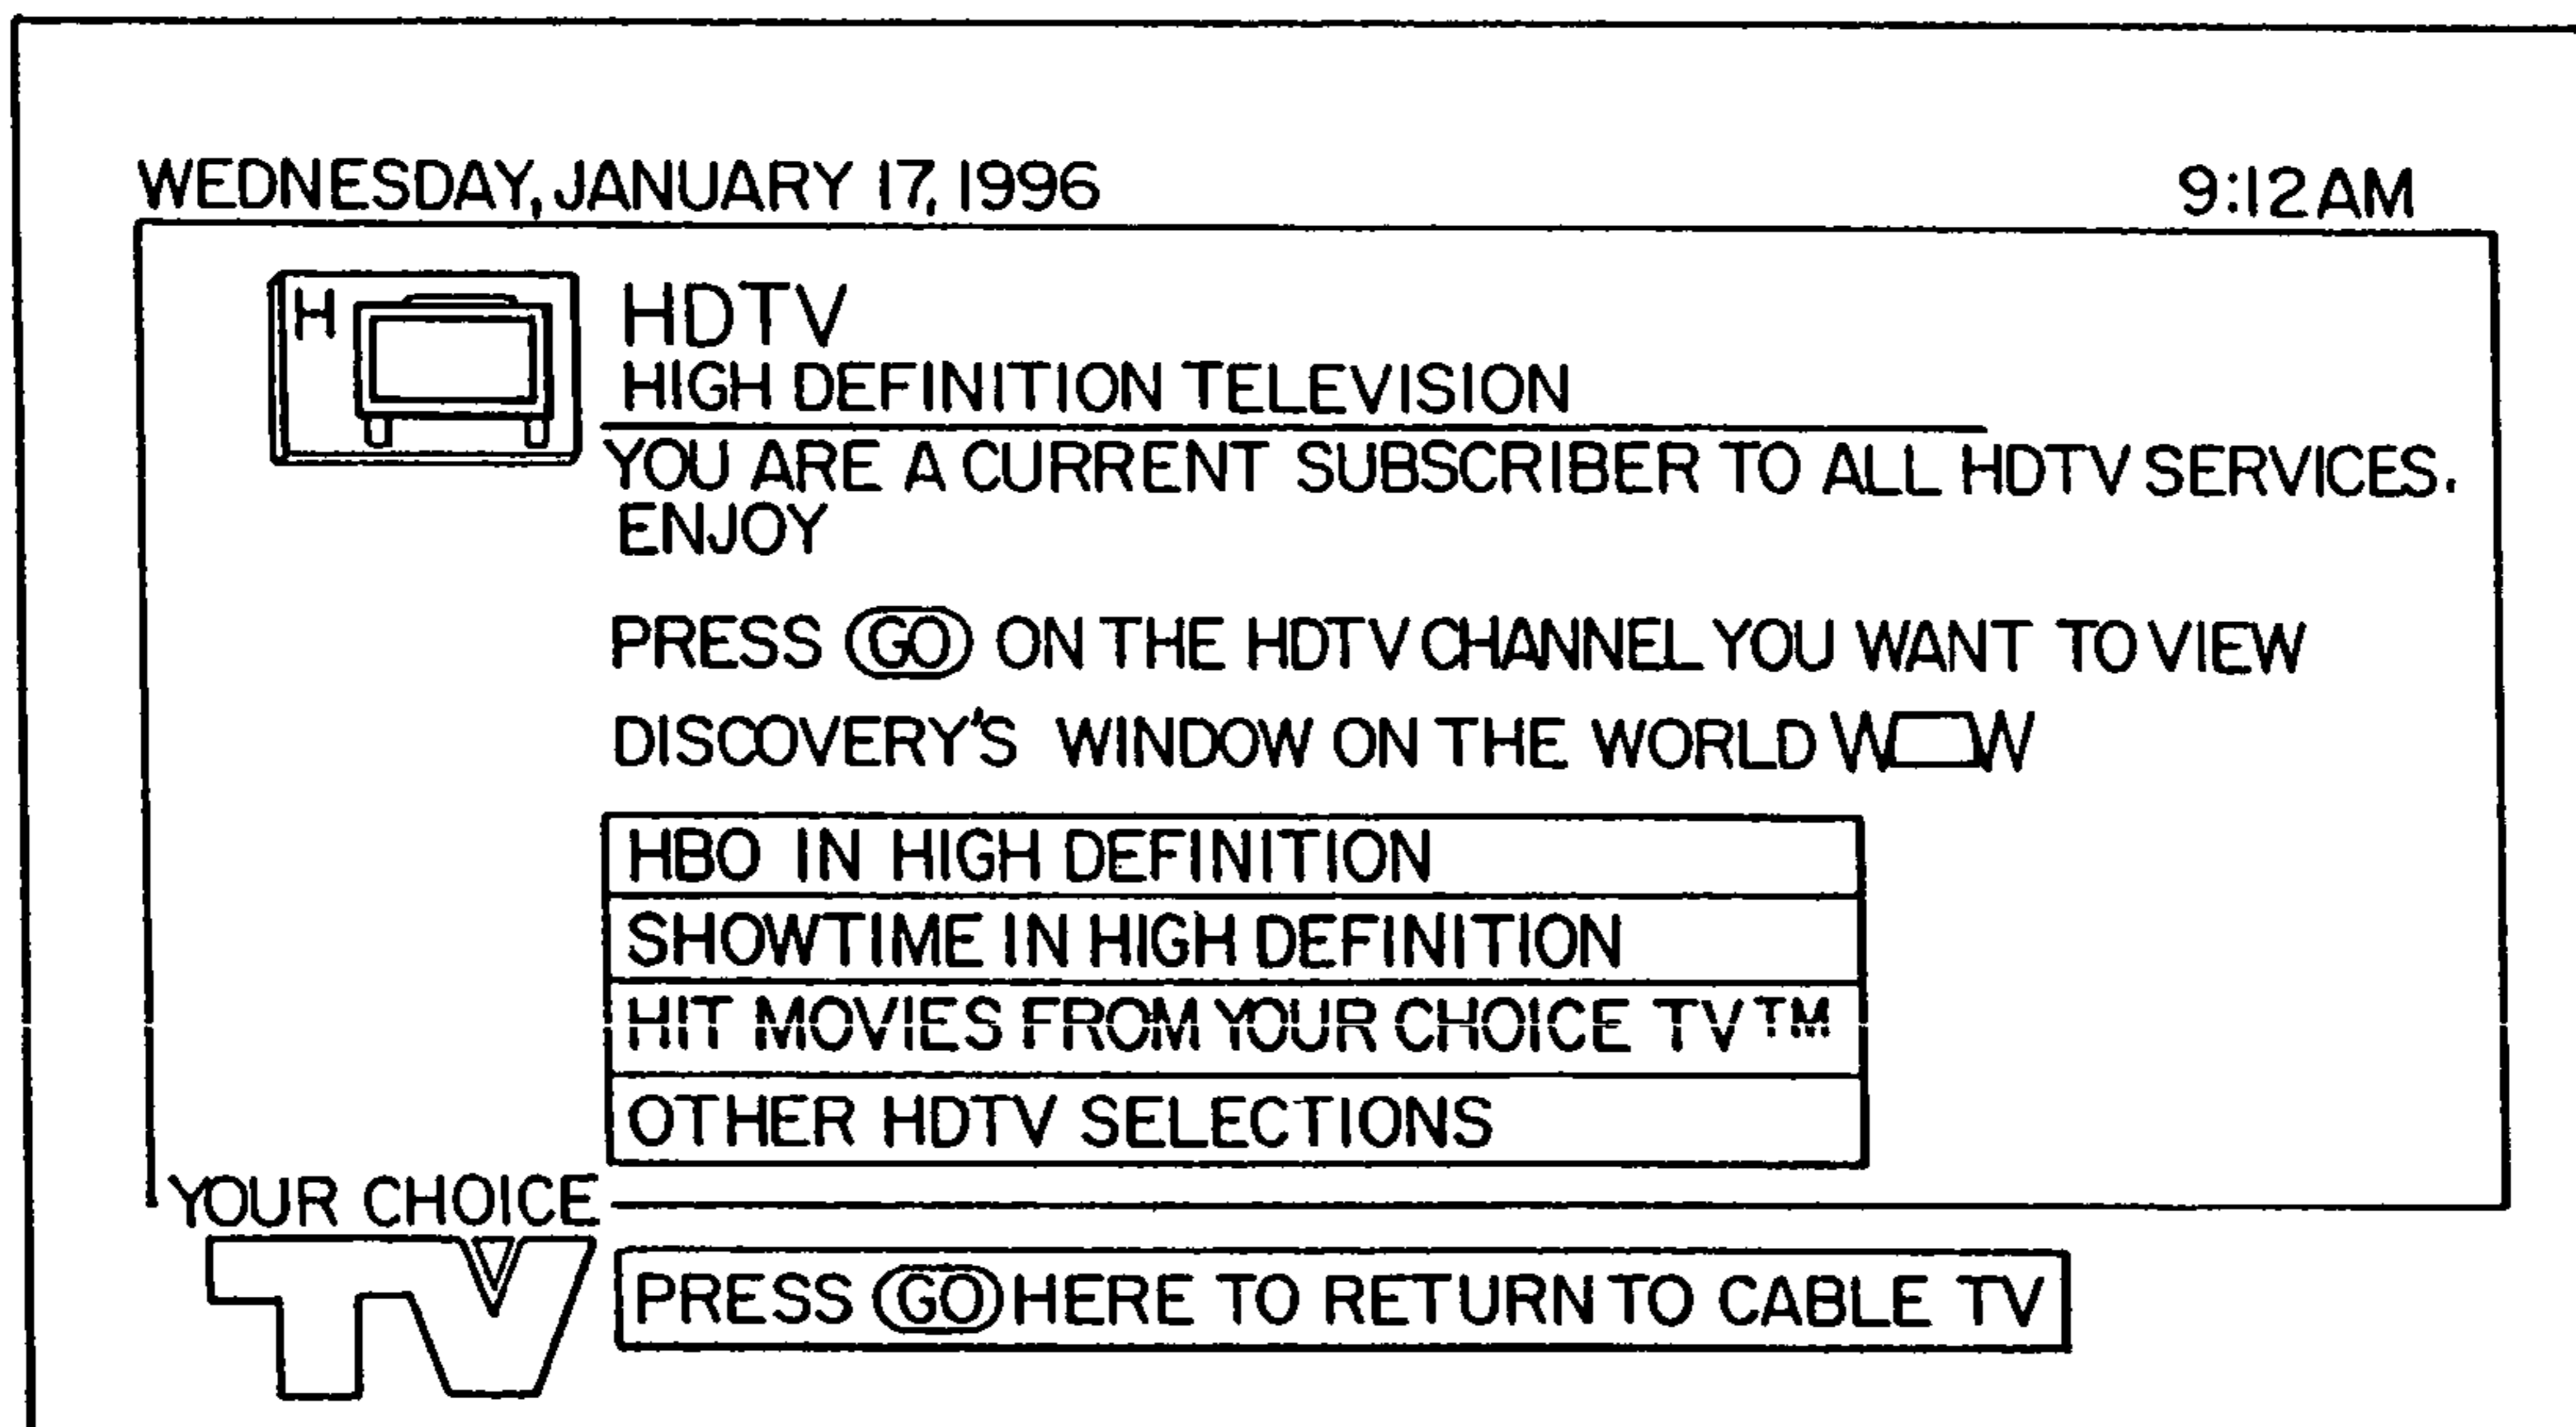 WEDNESDAY, JANUARY 17, 1996 9:12AM
H
HDTV
HIGH DEFINITION TELEVISION
YOU ARE A CURRENT SUBSCRIBER TO ALL HDTV SERVICES.
ENJOY
PRESS GO ON THE HDTV CHANNEL YOU WANT TO VIEW
DISCOVERY'S WINDOW ON THE WORLD WOW
HBO IN HIGH DEFINITION
SHOWTIME IN HIGH DEFINITION
HIT MOVIES FROM YOUR CHOICE TV™
OTHER HDTV SELECTIONS
YOUR CHOICE
TV
PRESS GO HERE TO RETURN TO CABLE TV